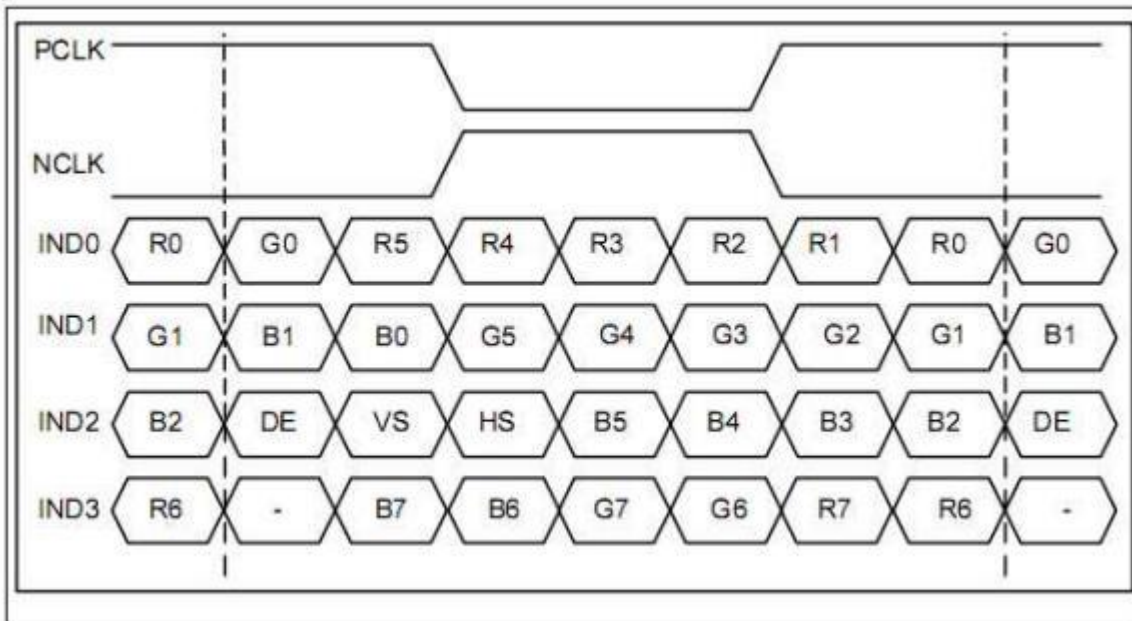 PCLK
NCLK
IND0 R0 G0 R5 R4 R3 R2 R1 R0 G0
IND1 G1 B1 B0 G5 G4 G3 G2 G1 B1
IND2 B2 DE VS HS B5 B4 B3 B2 DE
IND3 R6 - B7 B6 G7 G6 R7 R6 -